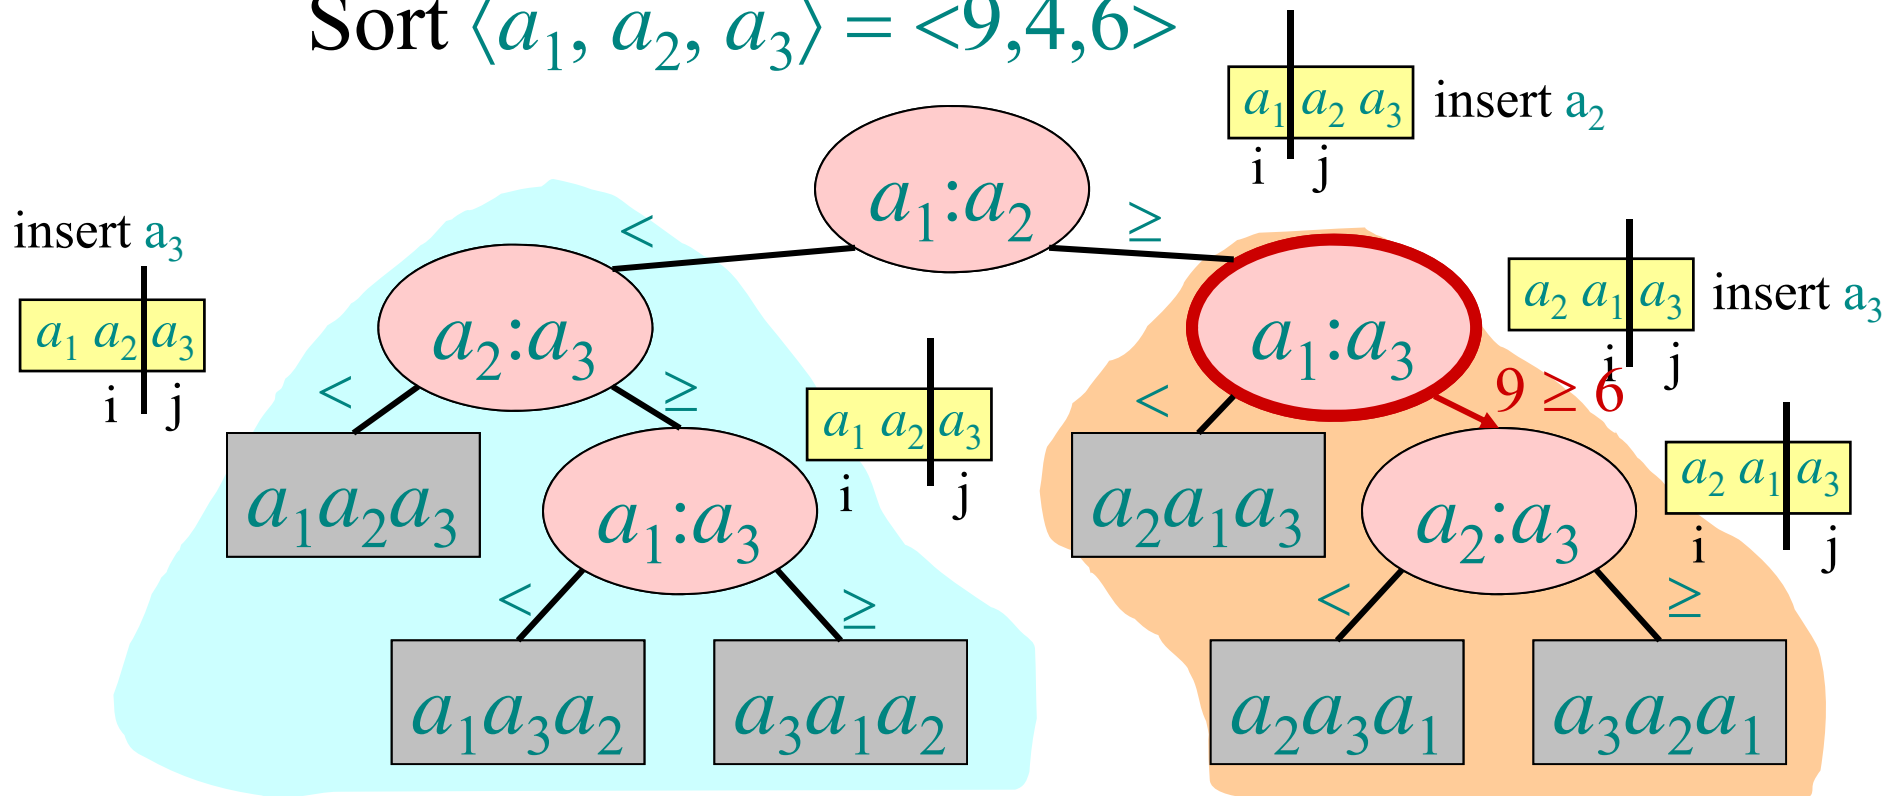 Sort ⟨a₁, a₂, a₃⟩ = <9,4,6>
a₁ a₂ a₃ insert a₂
i j
a₁:a₂
< ≥
insert a₃
a₁ a₂ a₃
i j
a₂:a₃
< ≥
a₁:a₃
a₂ a₁ a₃ insert a₃
i j
< 9 ≥ 6
a₁ a₂ a₃
i j
a₂ a₁ a₃
i j
a₁a₂a₃
a₁:a₃
a₂a₁a₃
a₂:a₃
< ≥
< ≥
a₁a₃a₂
a₃a₁a₂
a₂a₃a₁
a₃a₂a₁